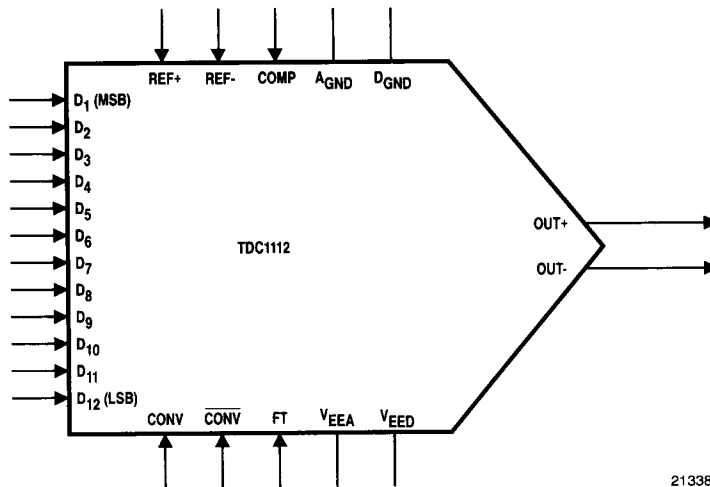 REF+ REF- COMP AGND DGND
D1 (MSB)
D2
D3
D4
D5
D6
D7
D8
D9
D10
D11
D12 (LSB)
TDC1112
OUT+
OUT-
CONV CONV FT VEEA VEED
21338